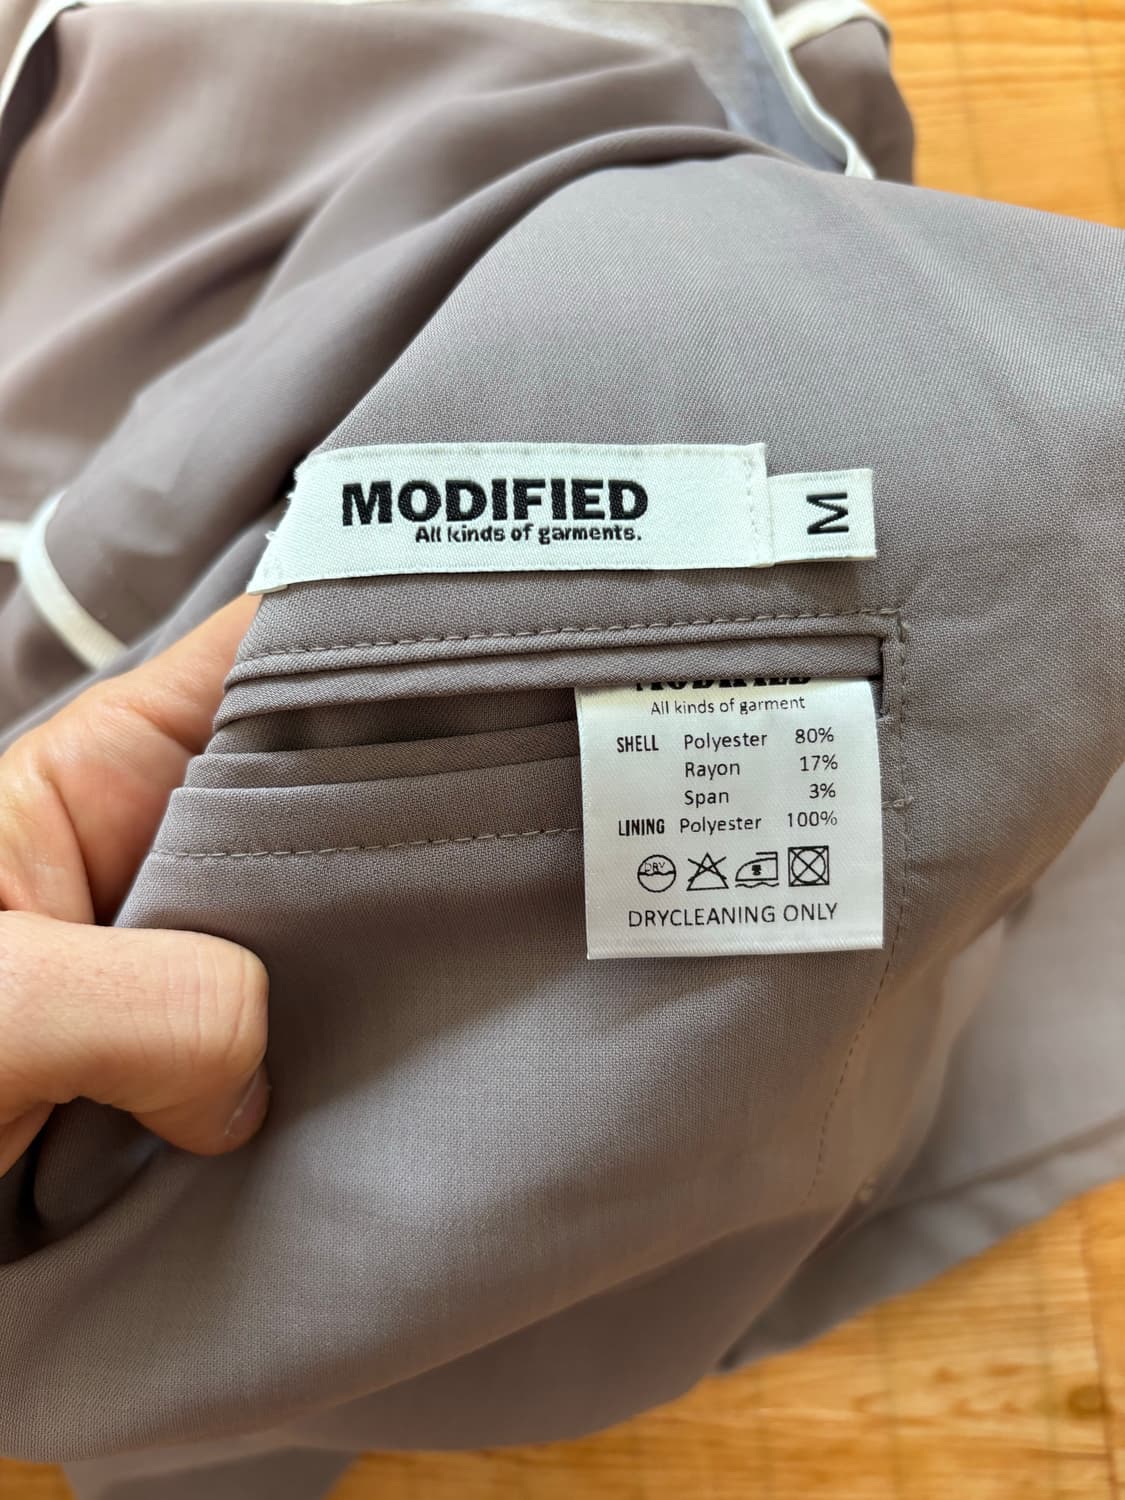 MODIFIED
All kinds of garments.
M
MODIFIED
All kinds of garment
SHELL Polyester 80%
Rayon 17%
Span 3%
LINING Polyester 100%
DRY
DRYCLEANING ONLY